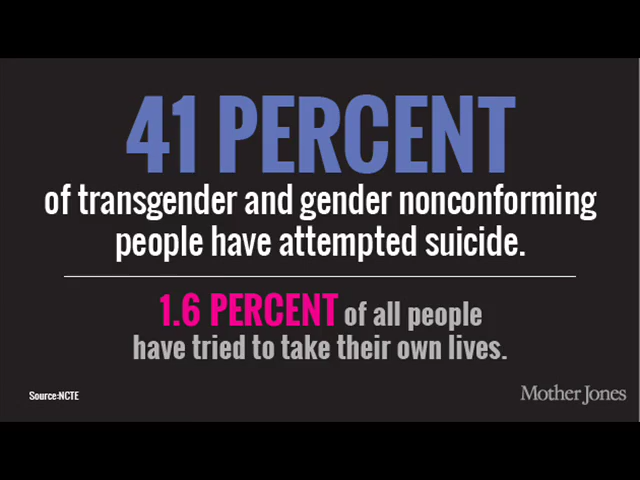 41 PERCENT
of transgender and gender nonconforming
people have attempted suicide.
1.6 PERCENT of all people
have tried to take their own lives.
Source:NCTE
Mother Jones